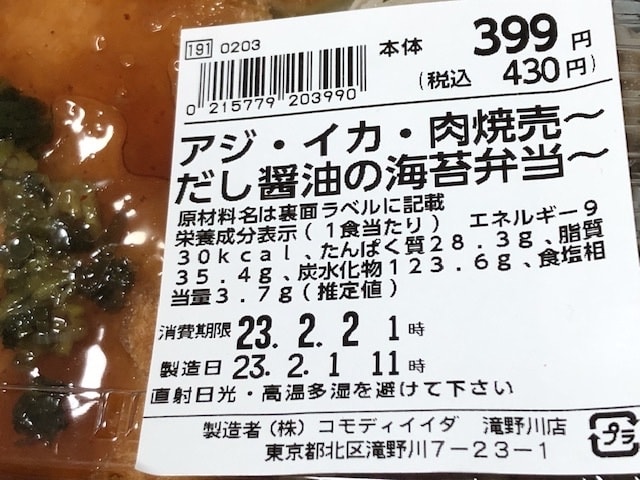 191 0203
本体 399円
(税込 430円)
0 215779 203990
アジ・イカ・肉焼売～
だし醤油の海苔弁当～
原材料名は裏面ラベルに記載
栄養成分表示(1食当たり) エネルギー9
30kcal、たんぱく質28.3g、脂質
35.4g、炭水化物123.6g、食塩相
当量3.7g(推定値)
消費期限 23.2.2 1時
製造日 23.2.1 11時
直射日光・高温多湿を避けて下さい
製造者(株)コモディイイダ 滝野川店
東京都北区滝野川7-23-1
プラ